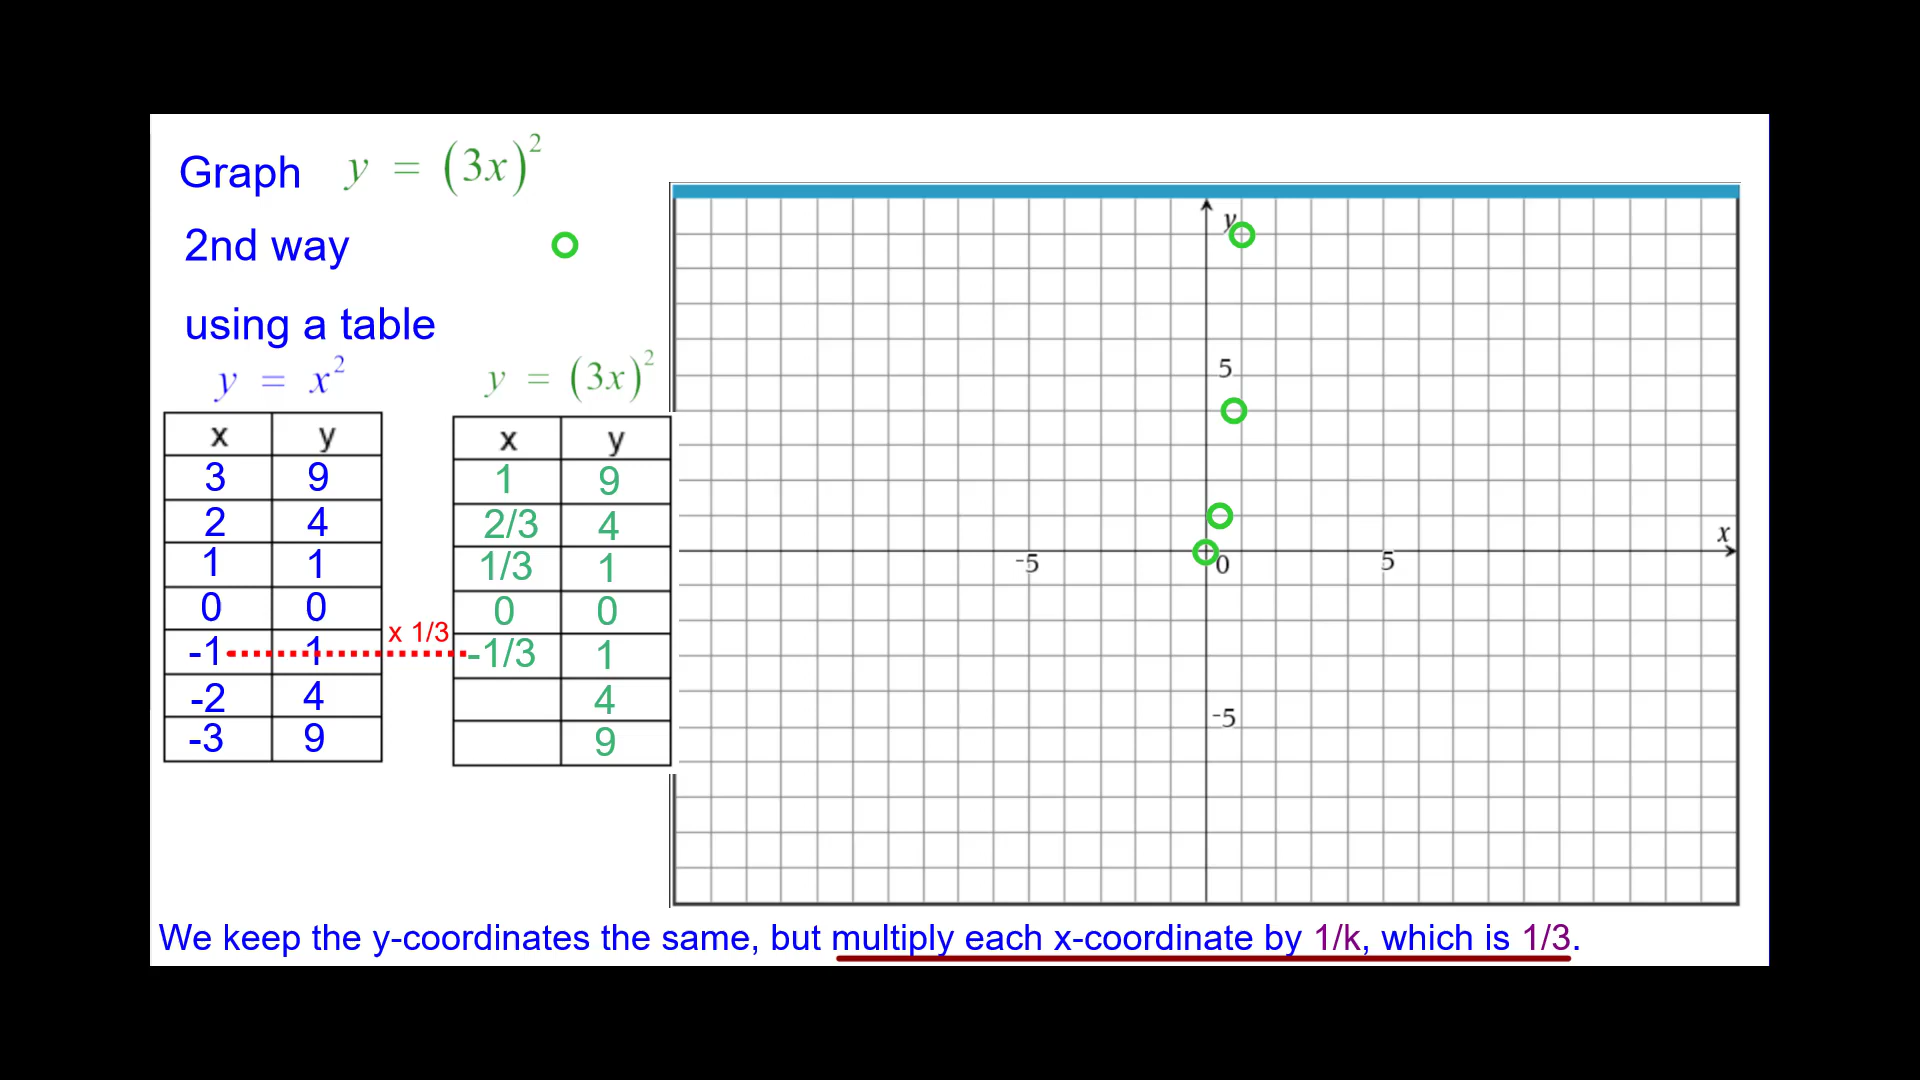 Graph y = (3x)²
2nd way
using a table
y = x²
x y
3 9
2 4
1 1
0 0
-1 1
-2 4
-3 9
x 1/3
y = (3x)²
x y
1 9
2/3 4
1/3 1
0 0
-1/3 1
4
9
y
5
x
-5 0 5
-5
We keep the y-coordinates the same, but multiply each x-coordinate by 1/k, which is 1/3.